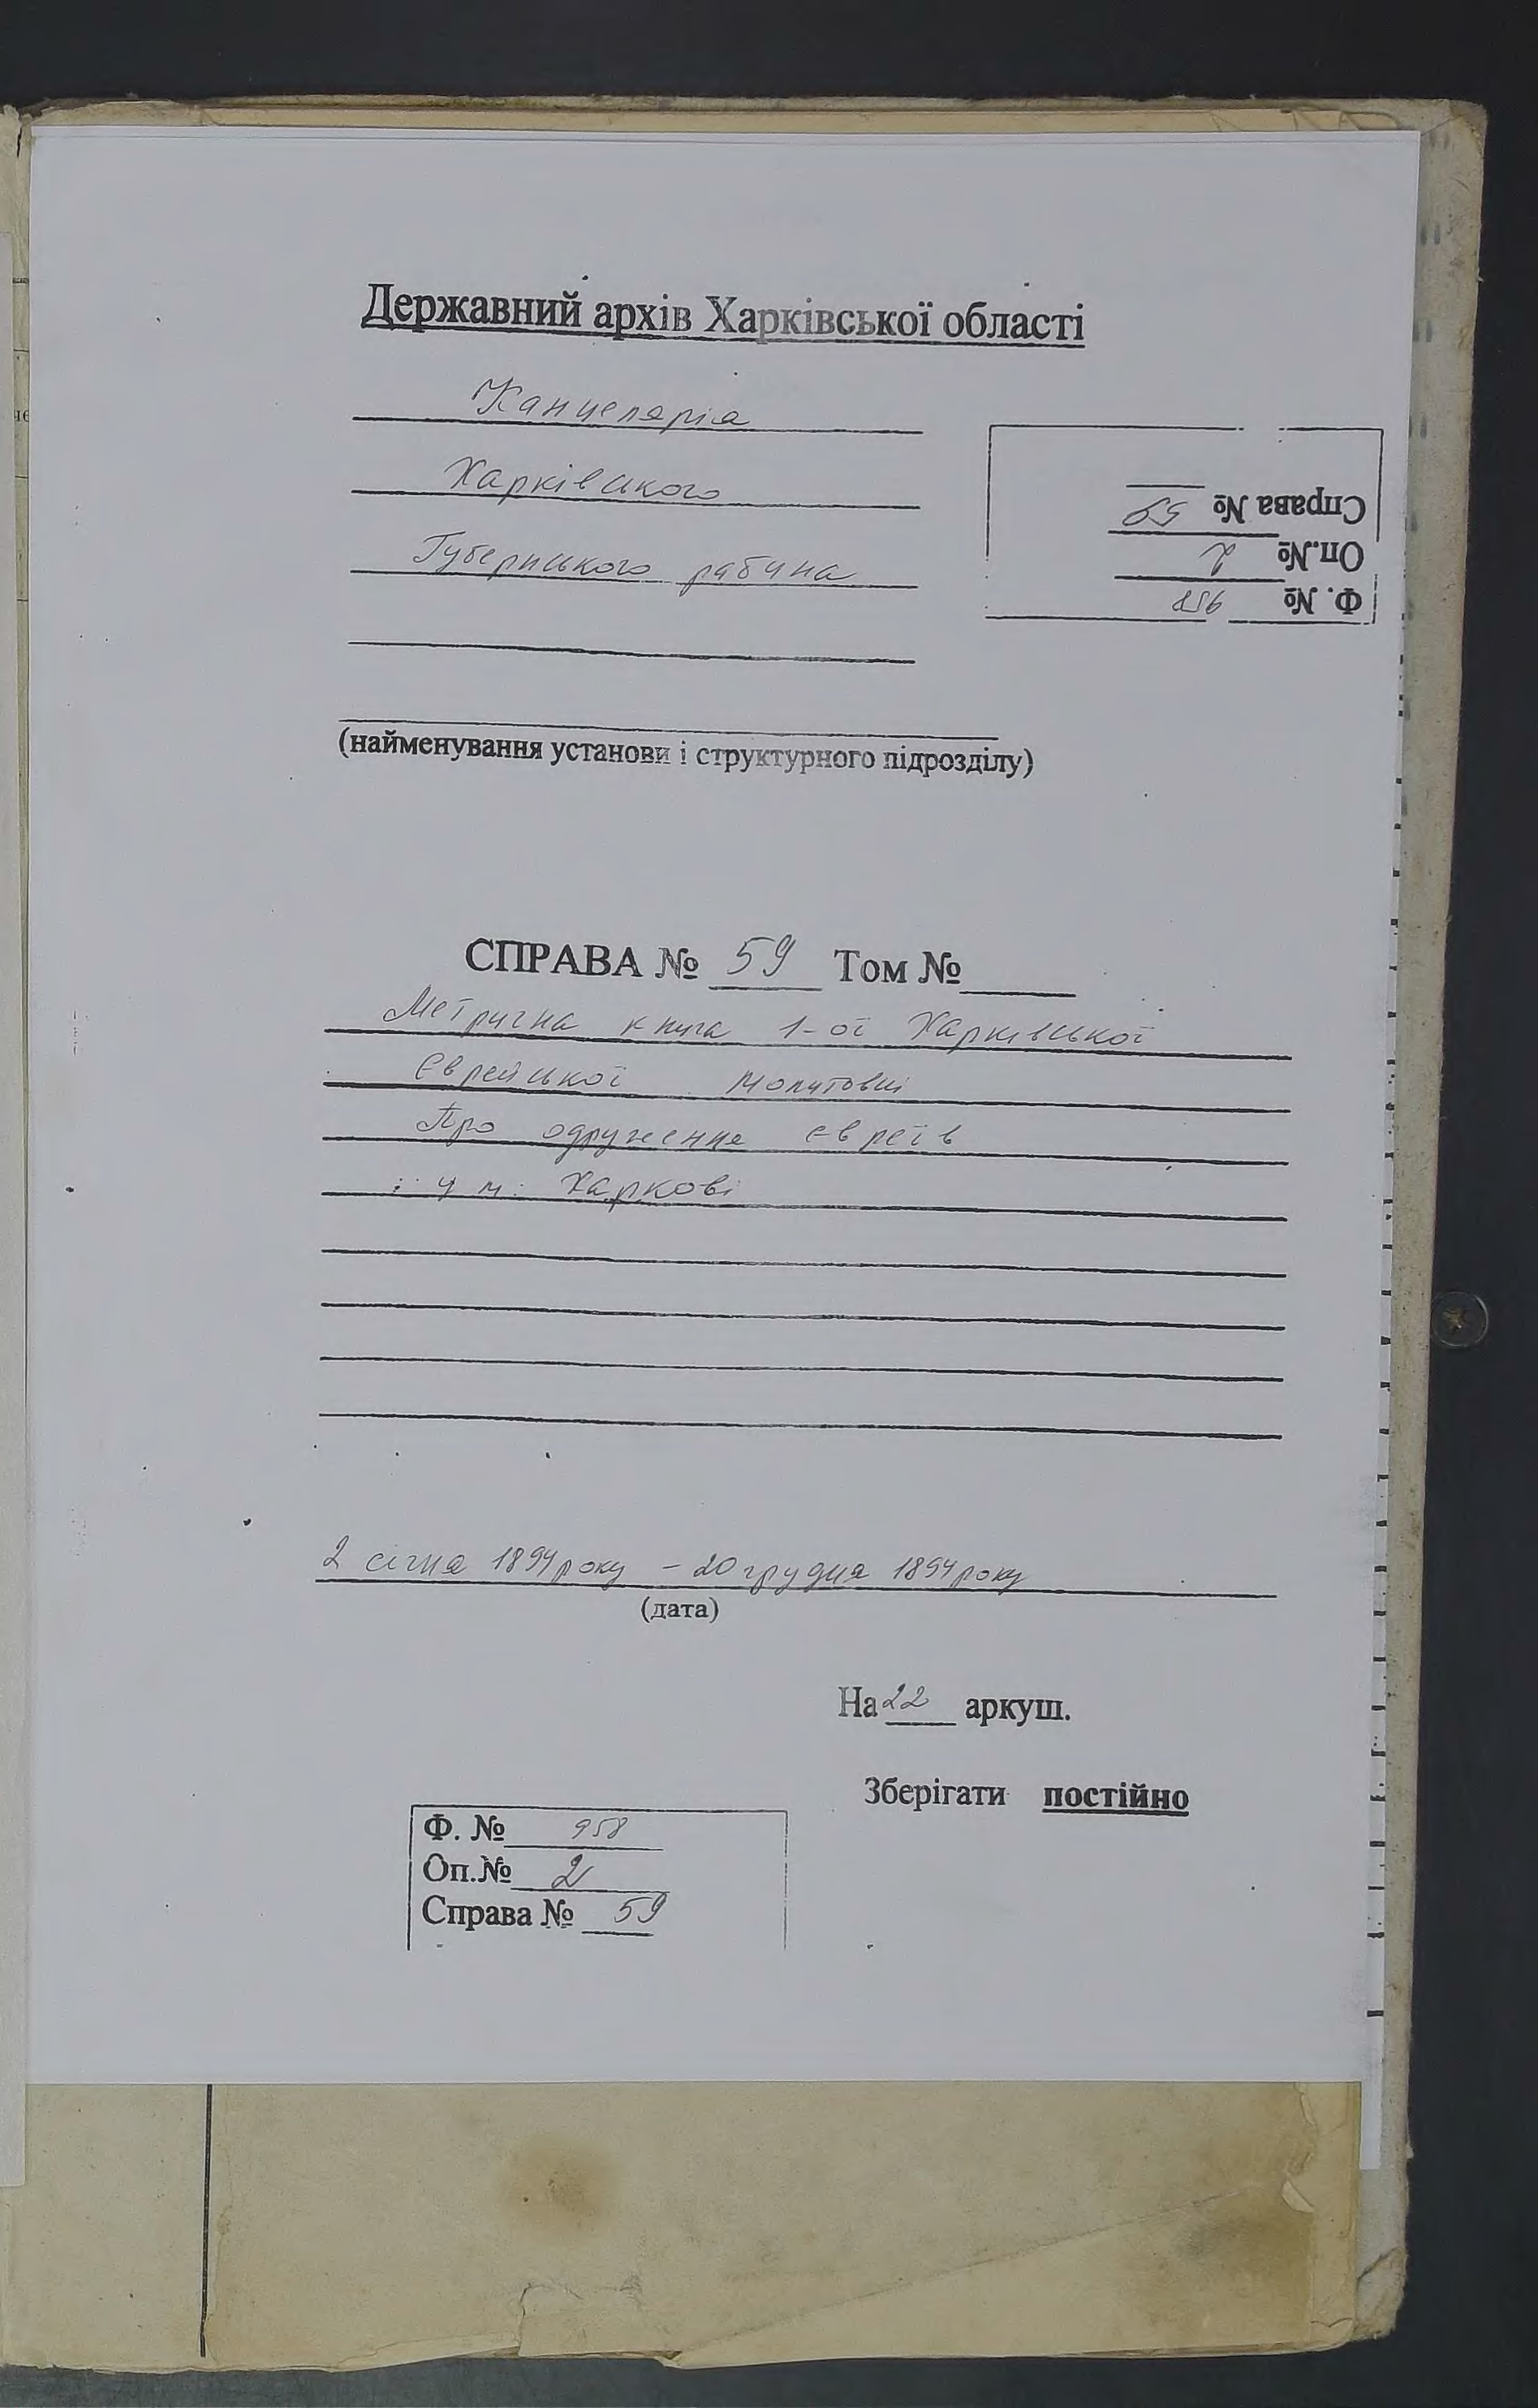 Державний архів Харківської області
Канцелярія
Харківського
Губернського рабина
Справа № 59
Оп.№ 2
Ф. № 958
(найменування установи і структурного підрозділу)
СПРАВА № 59 Том №
Метрична книга 1-ої Харківської
Єврейської молитовні
Про одруження євреїв
у м. Харкові
2 січня 1894 року – 20 грудня 1894 року
(дата)
На 22 аркуш.
Зберігати постійно
Ф. № 958
Оп.№ 2
Справа № 59